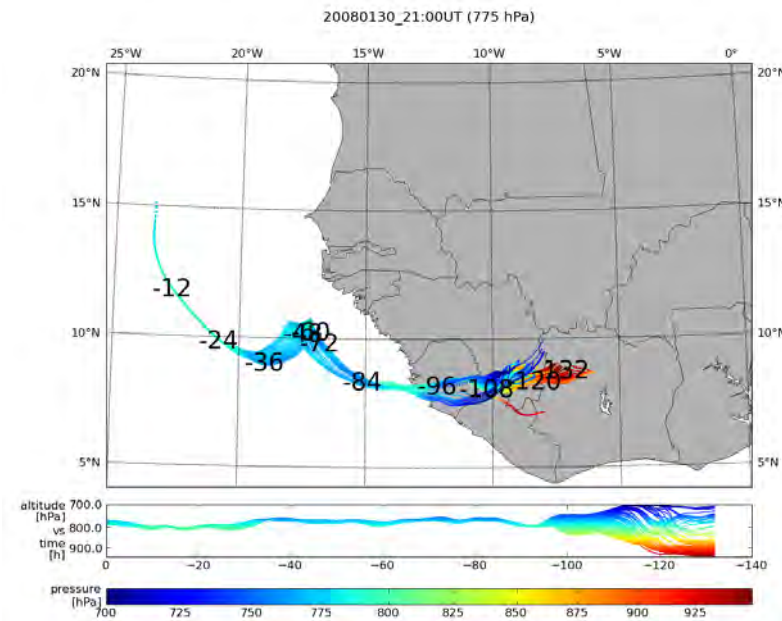 20080130_21:00UT (775 hPa)
25°W 20°W 15°W 10°W 5°W 0°
20°N 20°N
15°N 15°N
-12
10°N -24 10°N
-36 -72
-84 -96 -108 -120 -132
5°N 5°N
altitude 700.0
[hPa]
vs 800.0
time
[h] 900.0
0 −20 −40 −60 −80 −100 −120 −140
pressure
[hPa]
700 725 750 775 800 825 850 875 900 925